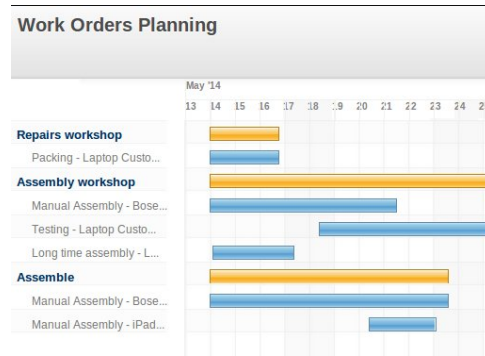 Work Orders Planning
May '14
13 14 15 16 17 18 :9 20 21 22 23 24
Repairs workshop
Packing - Laptop Custo...
Assembly workshop
Manual Assembly - Bose...
Testing - Laptop Custo...
Long time assembly - L...
Assemble
Manual Assembly - Bose...
Manual Assembly - iPad...